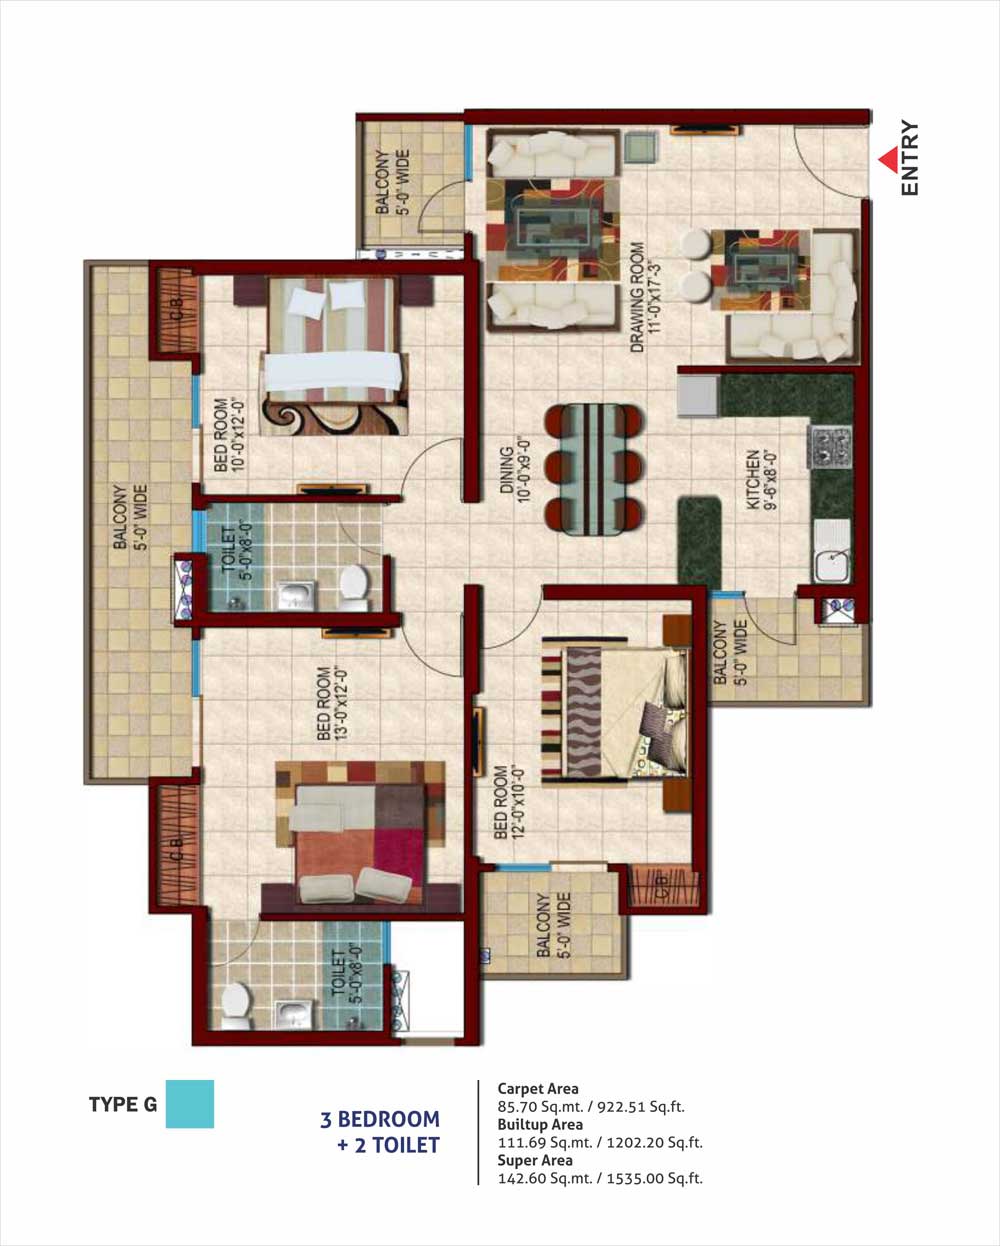 ENTRY
BALCONY
5'-0" WIDE
DRAWING ROOM
11'-0"x17'-3"
C.B.
BED ROOM
10'-0"x12'-0"
DINING
10'-0"x9'-0"
KITCHEN
9'-6"x8'-0"
BALCONY
5'-0" WIDE
TOILET
5'-0"x8'-0"
BALCONY
5'-0" WIDE
BED ROOM
13'-0"x12'-0"
BED ROOM
12'-0"x10'-0"
C.B.
C.B.
BALCONY
5'-0" WIDE
TOILET
5'-0"x8'-0"
TYPE G
3 BEDROOM
+ 2 TOILET
Carpet Area
85.70 Sq.mt. / 922.51 Sq.ft.
Builtup Area
111.69 Sq.mt. / 1202.20 Sq.ft.
Super Area
142.60 Sq.mt. / 1535.00 Sq.ft.